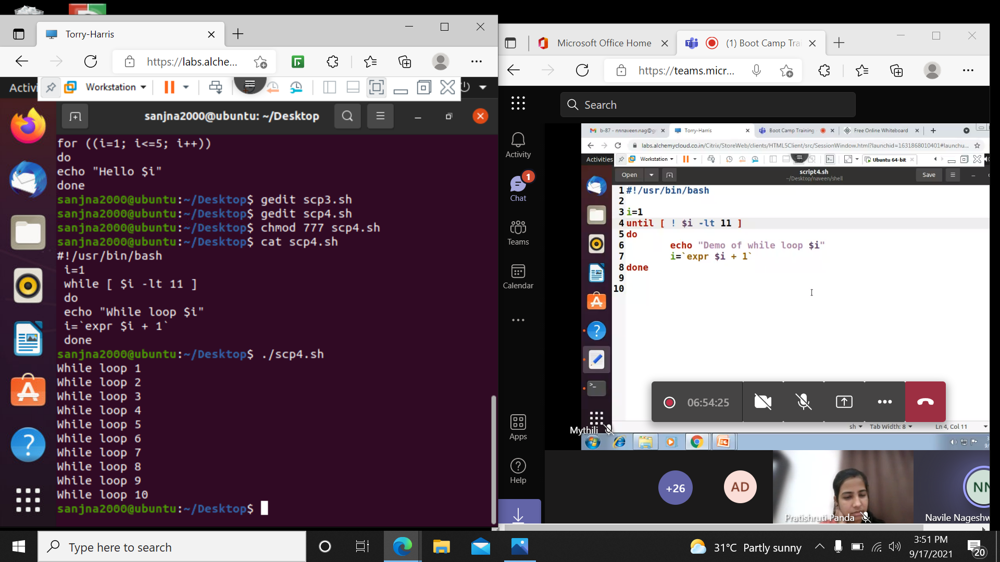 Torry-Harris
https://labs.alche...
Activi
Workstation
sanjna2000@ubuntu: ~/Desktop
for ((i=1; i<=5; i++))
do
echo "Hello $i"
done
sanjna2000@ubuntu:~/Desktop$ gedit scp3.sh
sanjna2000@ubuntu:~/Desktop$ gedit scp4.sh
sanjna2000@ubuntu:~/Desktop$ chmod 777 scp4.sh
sanjna2000@ubuntu:~/Desktop$ cat scp4.sh
#!/usr/bin/bash
i=1
while [ $i -lt 11 ]
do
echo "While loop $i"
i=`expr $i + 1`
done
sanjna2000@ubuntu:~/Desktop$ ./scp4.sh
While loop 1
While loop 2
While loop 3
While loop 4
While loop 5
While loop 6
While loop 7
While loop 8
While loop 9
While loop 10
sanjna2000@ubuntu:~/Desktop$
Microsoft Office Home
(1) Boot Camp Trai
https://teams.micr...
Search
Activity
1
Chat
Teams
Calendar
Apps
Help
b-87 - nnnaveen.nag@g
Torry-Harris
Boot Camp Training
Free Online Whiteboard
labs.alchemycloud.co.in/Citrix/StoreWeb/clients/HTML5Client/src/SessionWindow.html?launchid=1631868010401#launchu...
Activities
Workstation
Ubuntu 64-bit
Open
script4.sh
~/Desktop/naveen/shell
Save
1 #!/usr/bin/bash
2
3 i=1
4 until [ ! $i -lt 11 ]
5 do
6 echo "Demo of while loop $i"
7 i=`expr $i + 1`
8 done
9
10
06:54:25
sh
Tab Width: 8
Ln 4, Col 11
Mythili
+26
AD
Pratishruti Panda
NN
Navile Nageshw
Type here to search
31°C Partly sunny
3:51 PM
9/17/2021
20